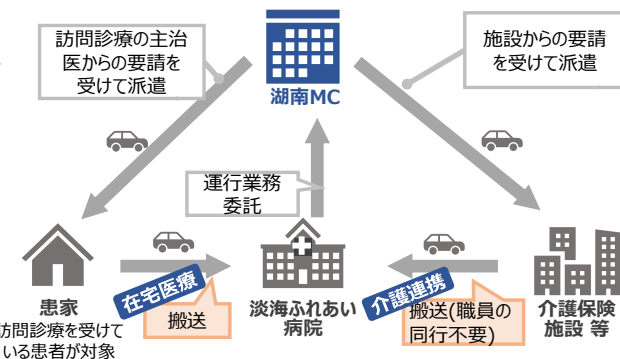 訪問診療の主治
医からの要請を
受けて派遣
施設からの要請
を受けて派遣
湖南MC
運行業務
委託
在宅医療
搬送
介護連携
搬送(職員の
同行不要)
患家
訪問診療を受けて
いる患者が対象
淡海ふれあい
病院
介護保険
施設 等